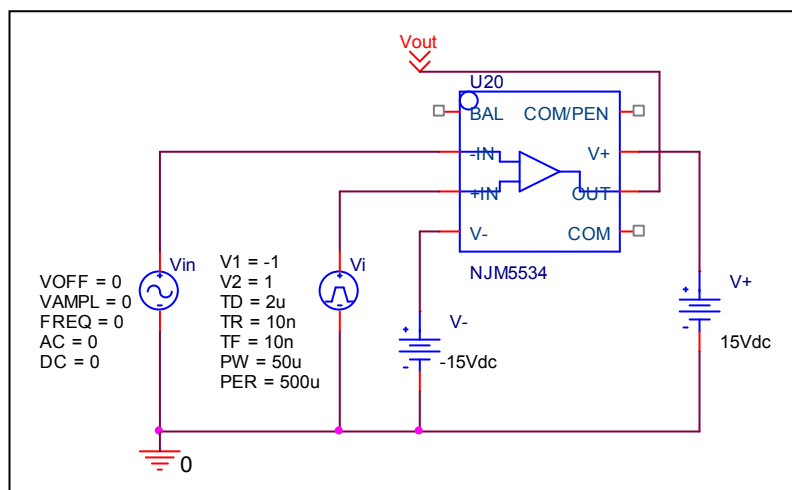 Vout
U20
BAL
COM/PEN
-IN
V+
+IN
OUT
V-
COM
NJM5534
Vin
VOFF = 0
VAMPL = 0
FREQ = 0
AC = 0
DC = 0
Vi
V1 = -1
V2 = 1
TD = 2u
TR = 10n
TF = 10n
PW = 50u
PER = 500u
V-
-15Vdc
V+
15Vdc
0